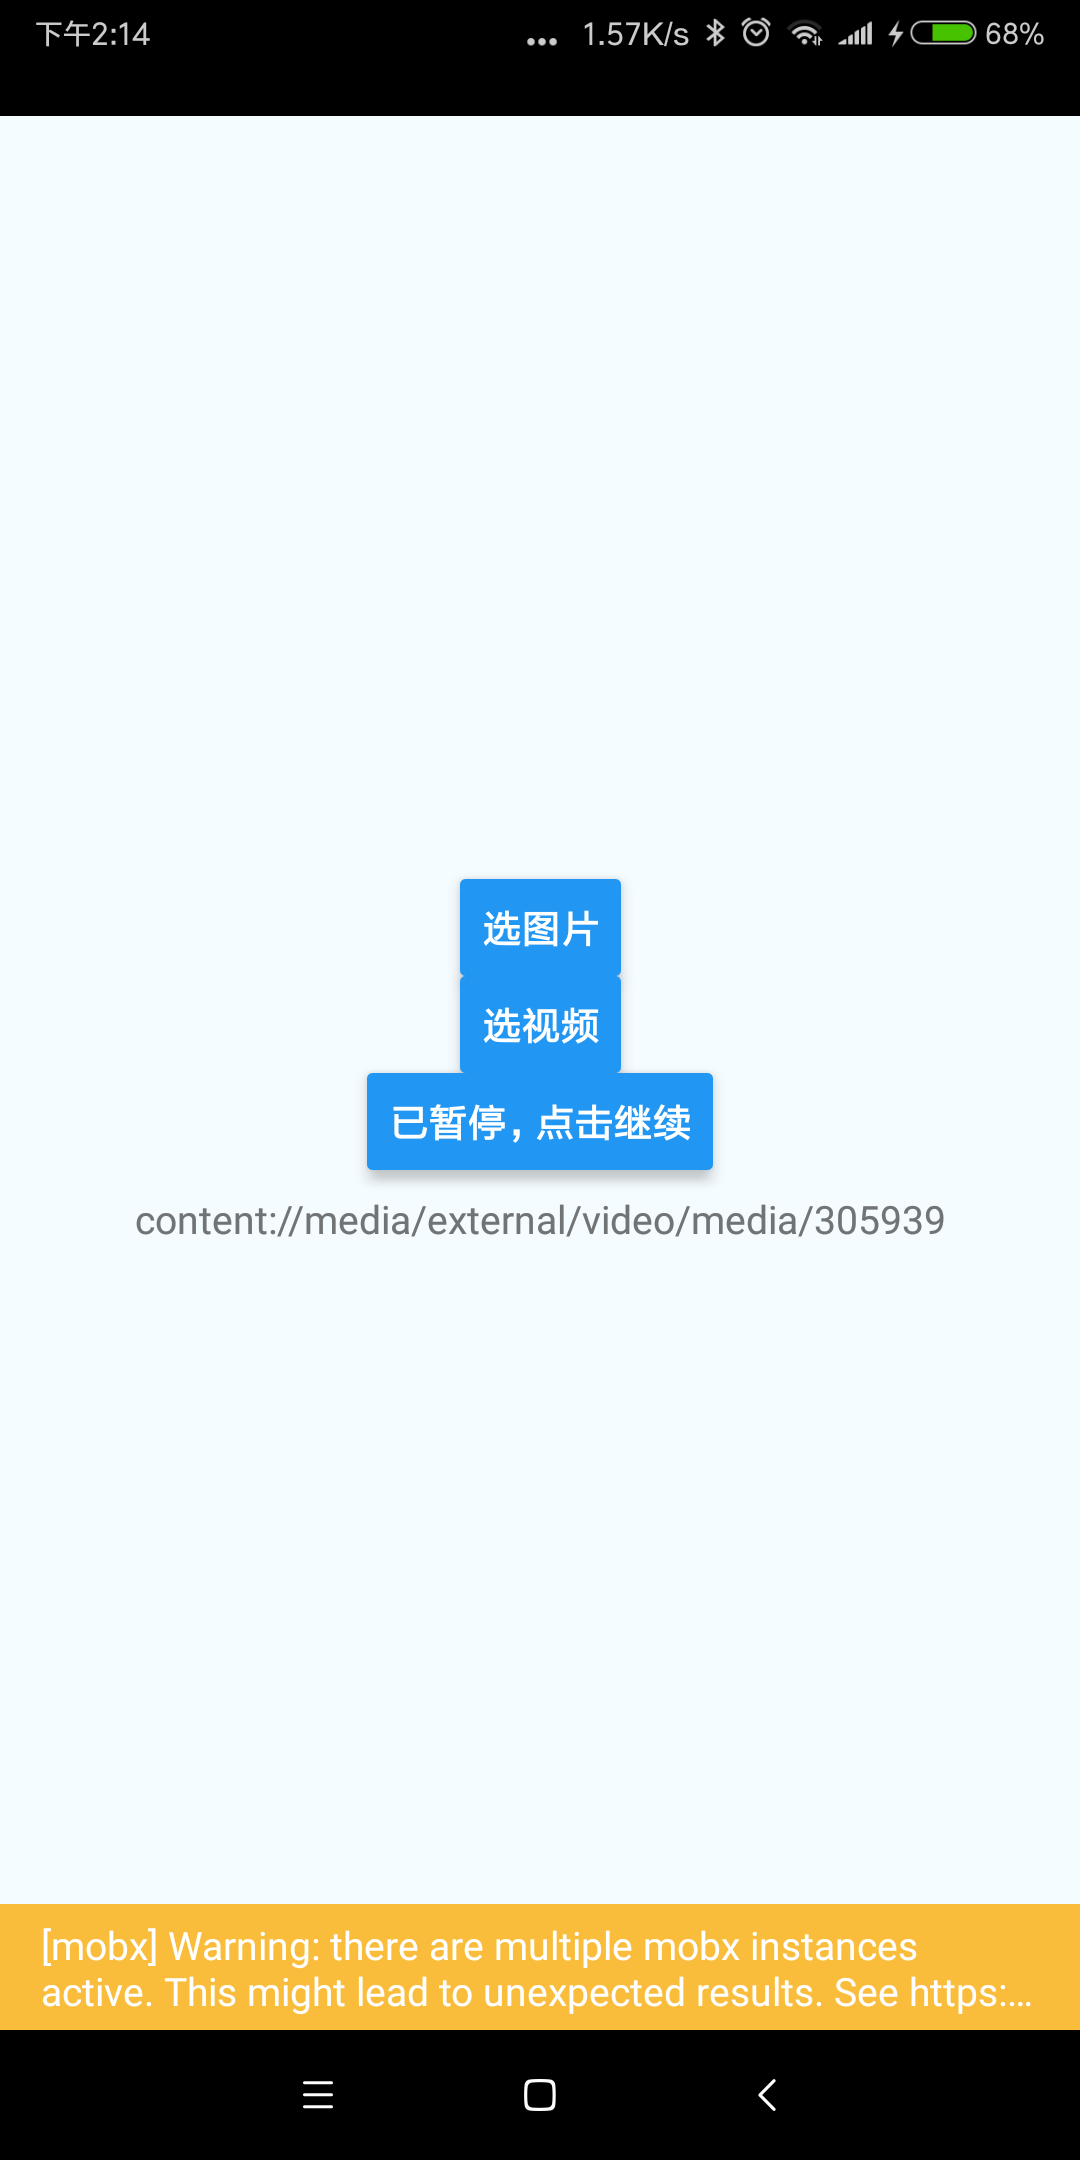 下午2:14 ... 1.57K/s 68%
选图片
选视频
已暂停，点击继续
content://media/external/video/media/305939
[mobx] Warning: there are multiple mobx instances
active. This might lead to unexpected results. See https:...